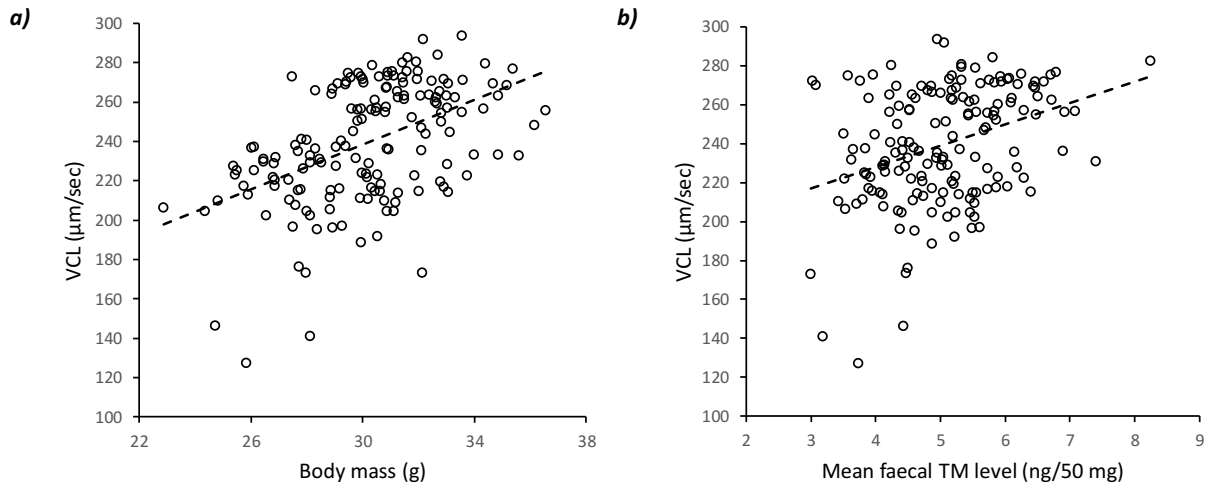 a)
300
280
260
240
220
200
180
160
140
120
100
VCL (µm/sec)
22 26 30 34 38
Body mass (g)
b)
300
280
260
240
220
200
180
160
140
120
100
VCL (µm/sec)
2 3 4 5 6 7 8 9
Mean faecal TM level (ng/50 mg)